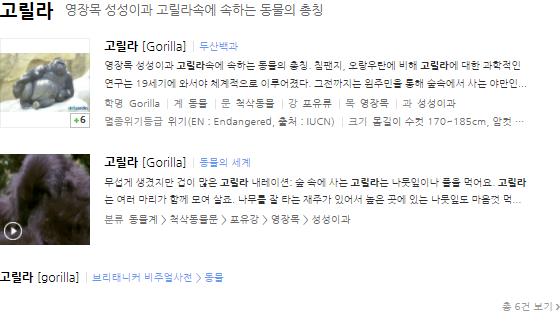 고릴라 영장목 성성이과 고릴라속에 속하는 동물의 총칭
고릴라 [Gorilla] | 두산백과
영장목 성성이과 고릴라속에 속하는 동물의 총칭. 침팬지, 오랑우탄에 비해 고릴라에 대한 과학적인
연구는 19세기에 와서야 체계적으로 이루어졌다. 그전까지는 원주민을 통해 숲속에서 사는 야만인...
학명 Gorilla | 계 동물 | 문 척삭동물 | 강 포유류 | 목 영장목 | 과 성성이과
멸종위기등급 위기(EN : Endangered, 출처 : IUCN) | 크기 몸길이 수컷 170~185cm, 암컷 ...
+6
고릴라 [Gorilla] | 동물의 세계
무섭게 생겼지만 겁이 많은 고릴라 내레이션: 숲 속에 사는 고릴라는 나뭇잎이나 풀을 먹어요. 고릴라
는 여러 마리가 함께 모여 살죠. 나무를 잘 타는 재주가 있어서 높은 곳에 있는 나뭇잎도 마음껏 먹...
분류 동물계 > 척삭동물문 > 포유강 > 영장목 > 성성이과
고릴라 [gorilla] | 브리태니커 비주얼사전 > 동물
총 6건 보기 >